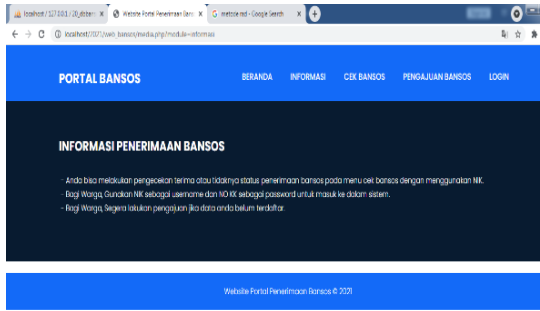 localhost / 127.0.0.1 / 20_dbban
Website Portal Penerimaan Bans
metode rad - Google Search
localhost/2021/web_bansos/media.php?module=informasi
PORTAL BANSOS
BERANDA INFORMASI CEK BANSOS PENGAJUAN BANSOS LOGIN
INFORMASI PENERIMAAN BANSOS
- Anda bisa melakukan pengecekan terima atau tidaknya status penerimaan bansos pada menu cek bansos dengan menggunakan NIK.
- Bagi Warga, Gunakan NIK sebagai username dan NO KK sebagai password untuk masuk ke dalam sistem.
- Bagi Warga, Segera lakukan pengajuan jika data anda belum terdaftar.
Website Portal Penerimaan Bansos © 2021